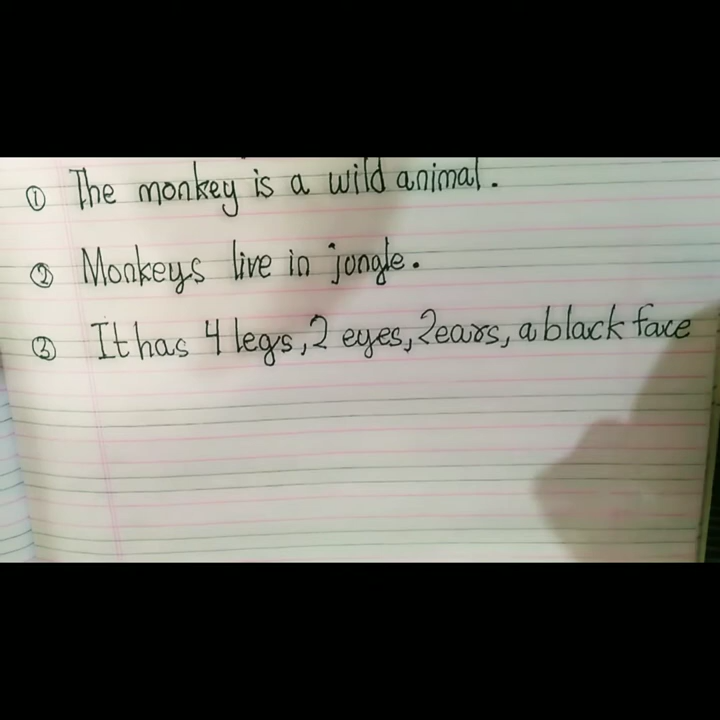 ① The monkey is a wild animal.
② Monkeys live in jongle.
③ It has 4 legs, 2 eyes, 2 ears, a black face